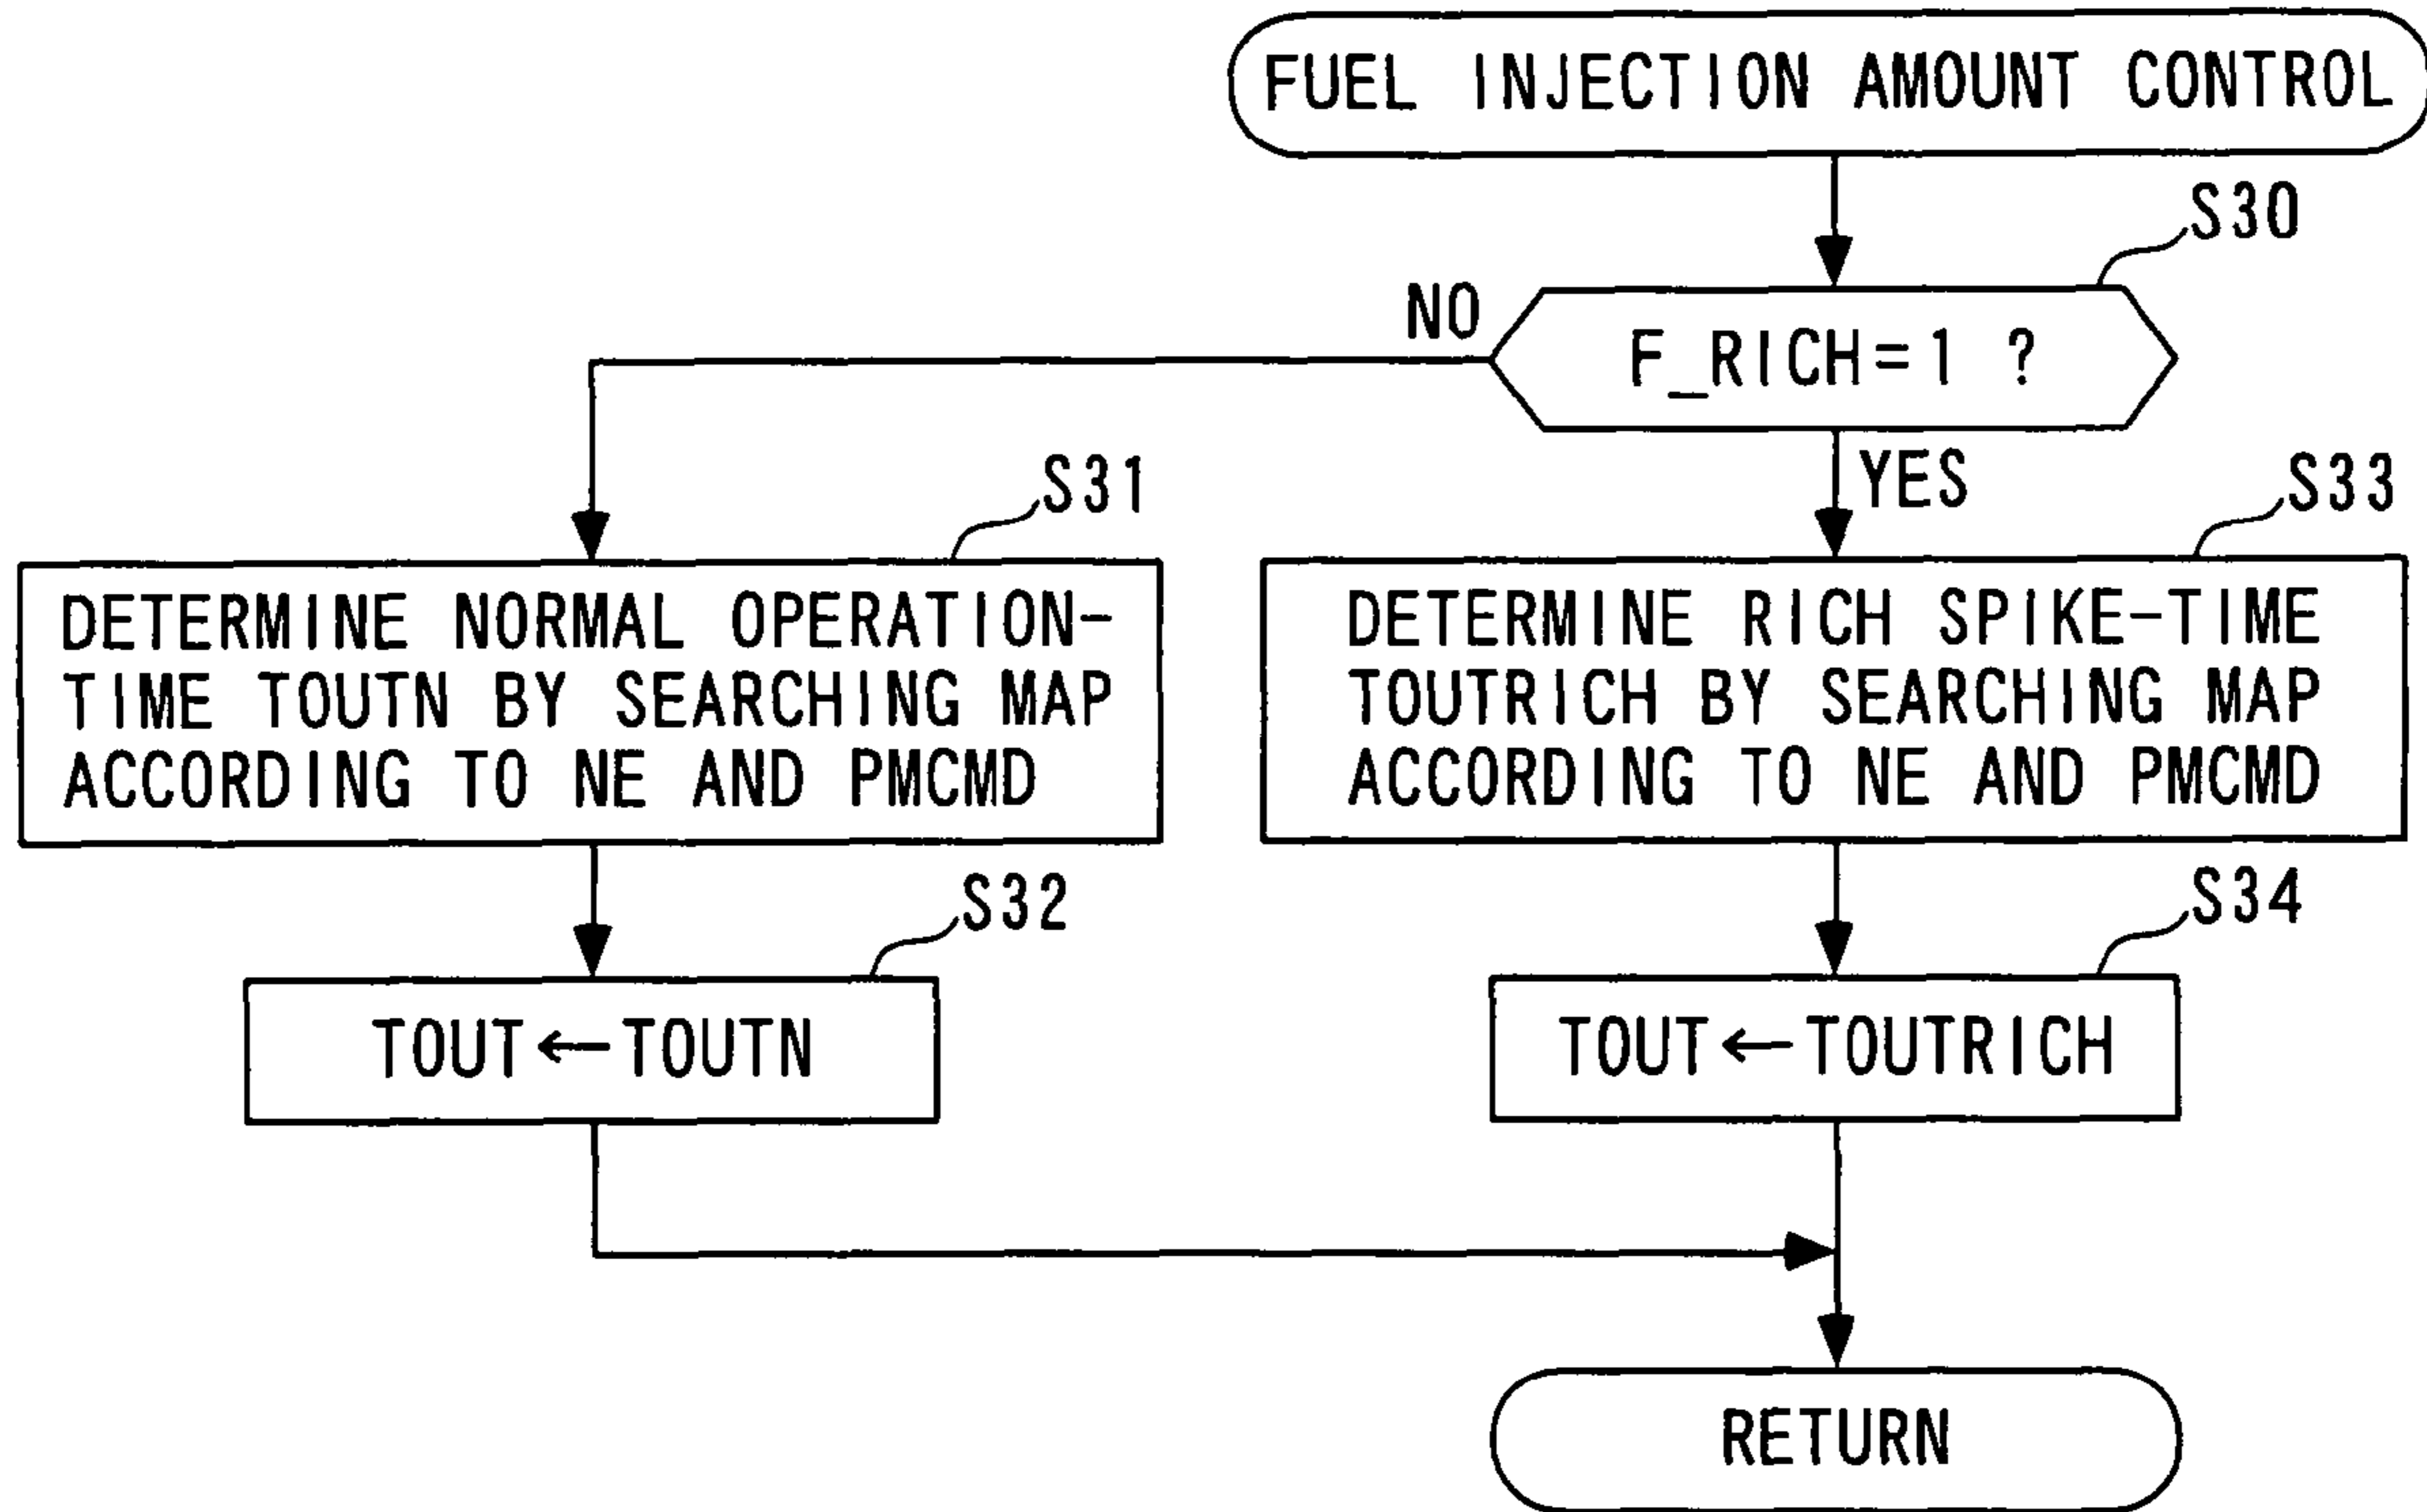 FUEL INJECTION AMOUNT CONTROL
S30
F_RICH=1 ?
NO
YES
S31
DETERMINE NORMAL OPERATION-
TIME TOUTN BY SEARCHING MAP
ACCORDING TO NE AND PMCMD
S33
DETERMINE RICH SPIKE-TIME
TOUTRICH BY SEARCHING MAP
ACCORDING TO NE AND PMCMD
S32
TOUT←TOUTN
S34
TOUT←TOUTRICH
RETURN